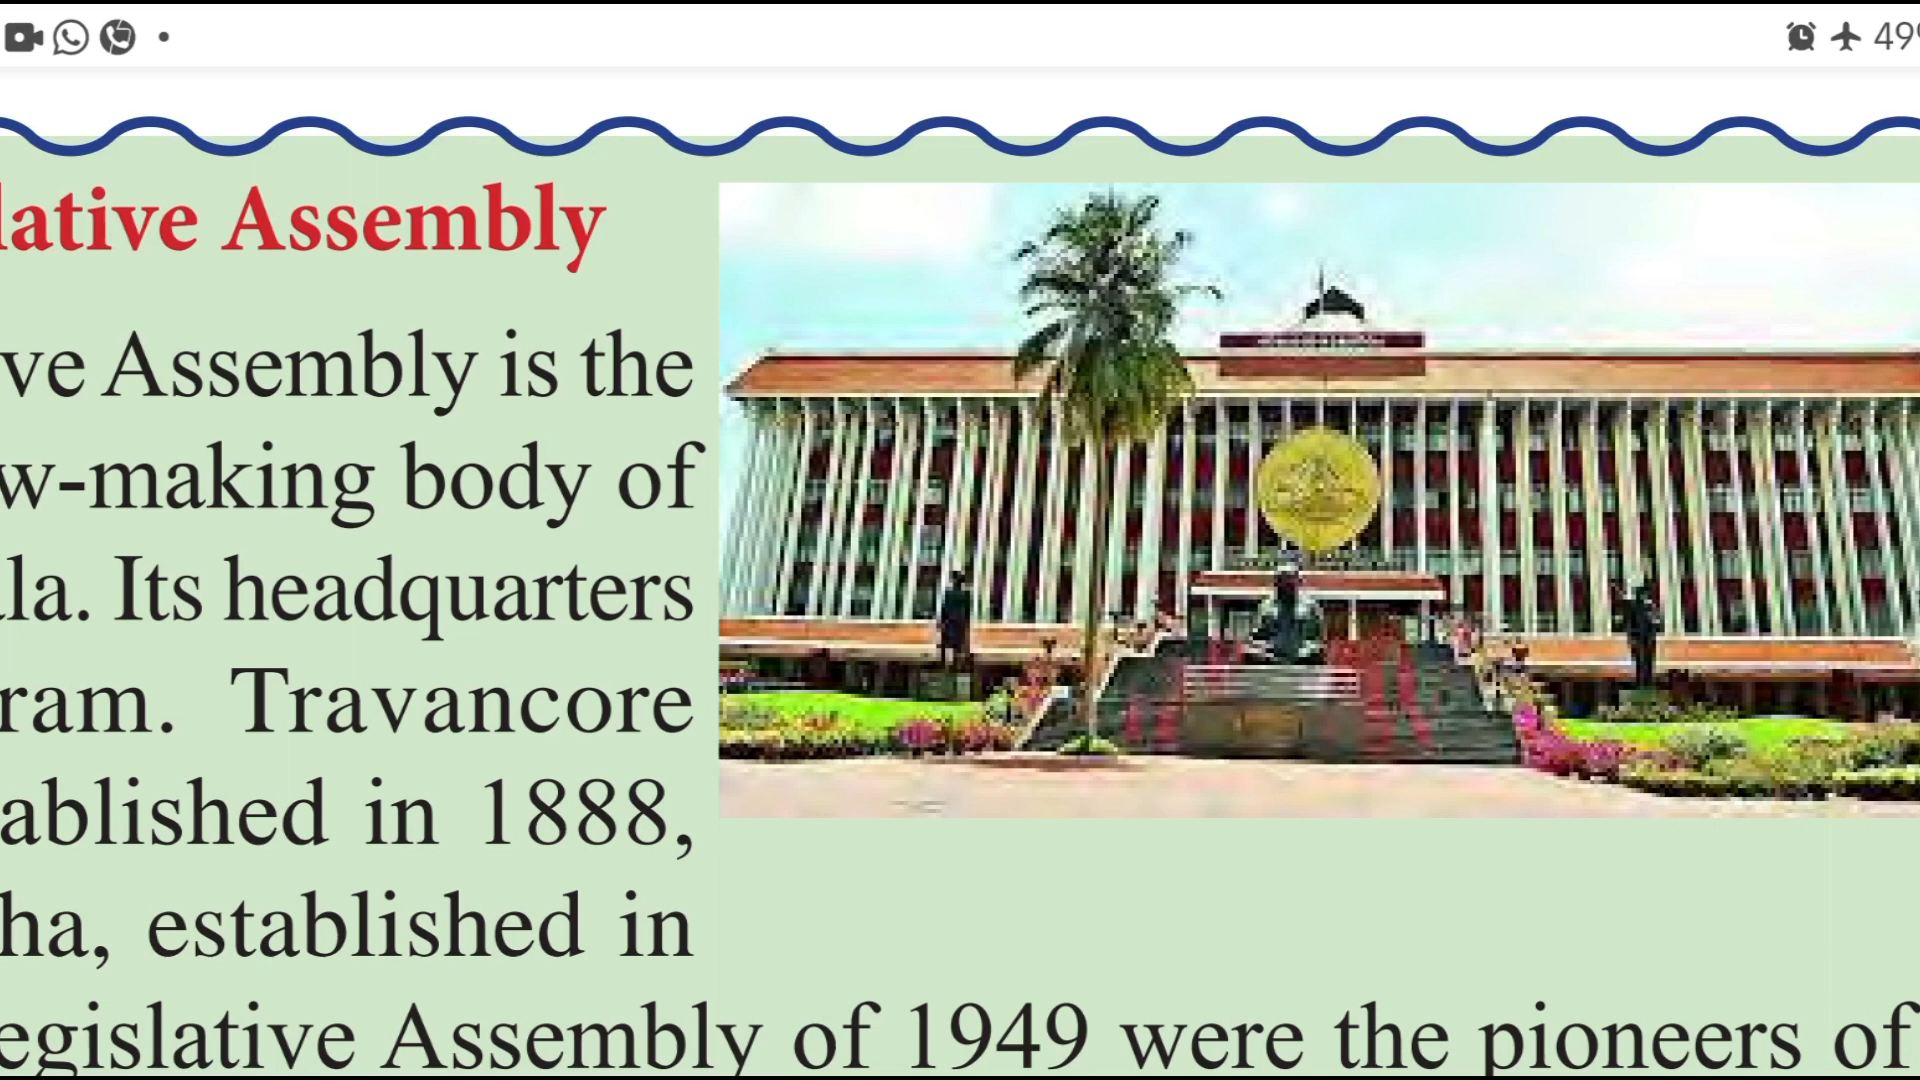 49%
lative Assembly
ve Assembly is the
w-making body of
la. Its headquarters
ram. Travancore
ablished in 1888,
ha, established in
egislative Assembly of 1949 were the pioneers of